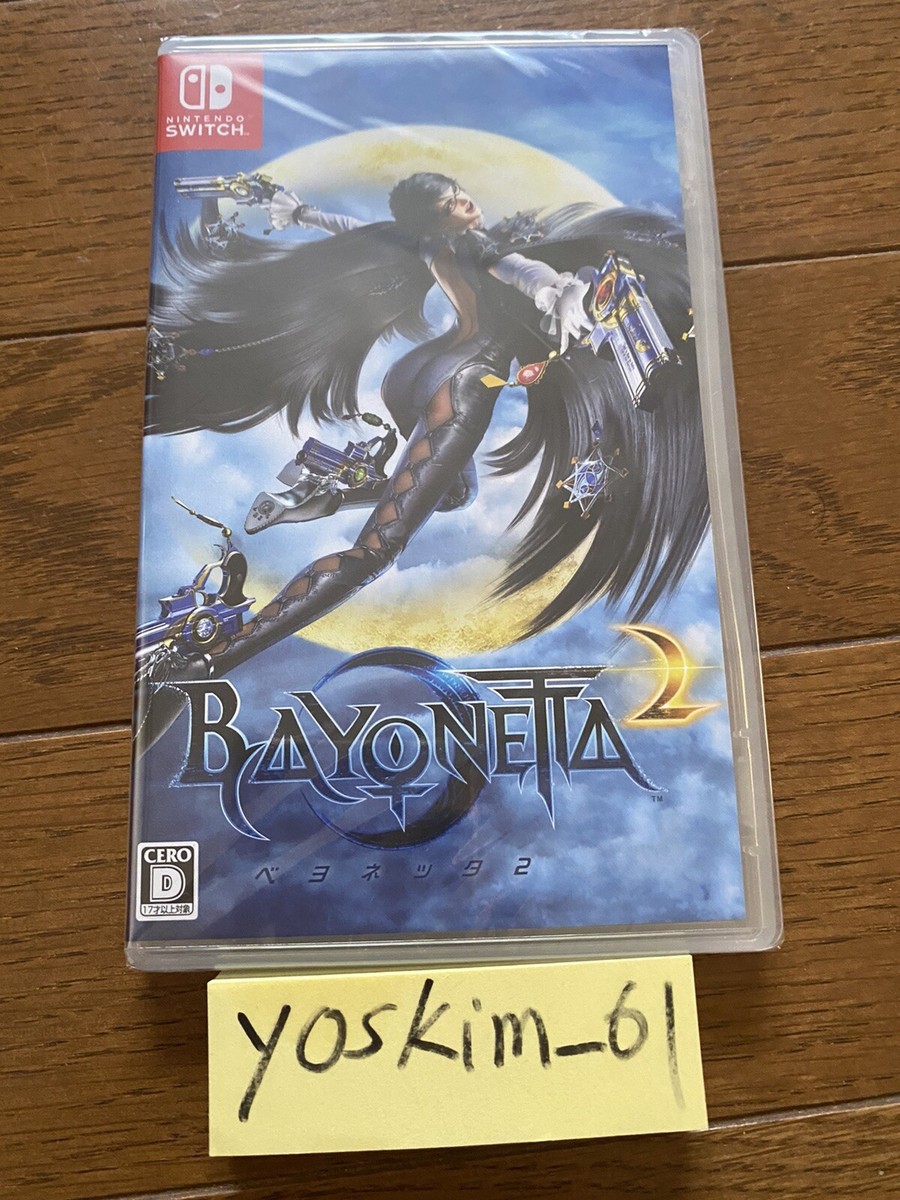 NINTENDO
SWITCH™
BAYONETTA 2
™
ベヨネッタ2
CERO
D
17才以上対象
yoskim_61